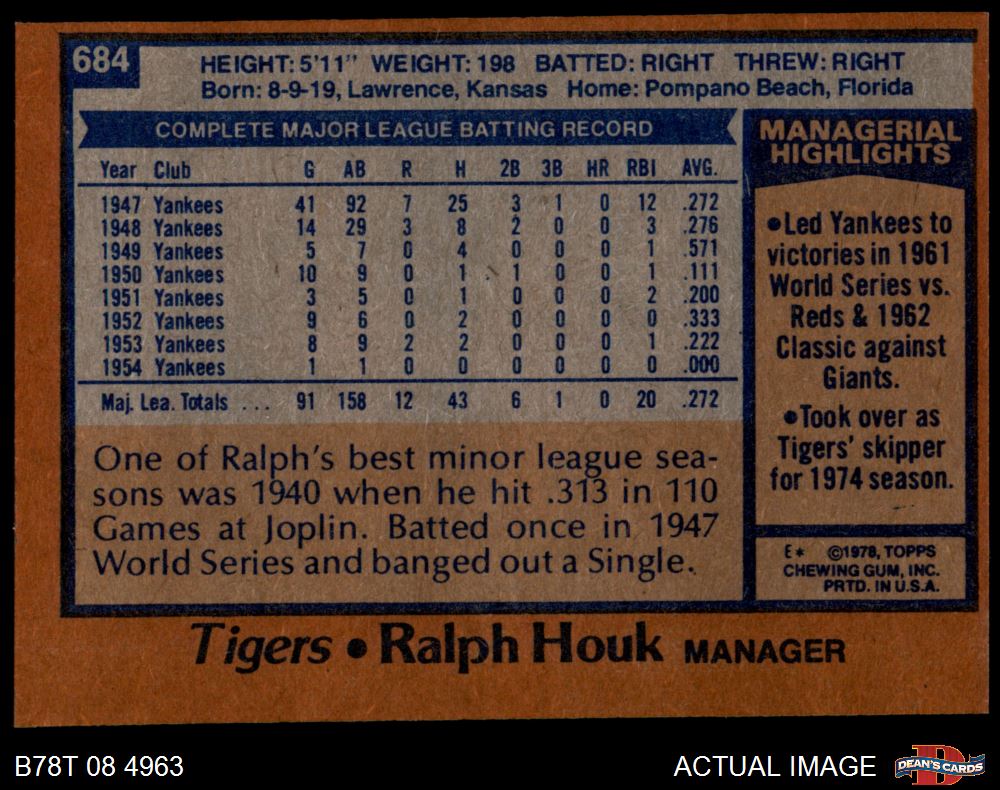 684
HEIGHT: 5'11" WEIGHT: 198 BATTED: RIGHT THREW: RIGHT
Born: 8-9-19, Lawrence, Kansas Home: Pompano Beach, Florida
COMPLETE MAJOR LEAGUE BATTING RECORD
Year Club G AB R H 2B 3B HR RBI AVG.
1947 Yankees 41 92 7 25 3 1 0 12 .272
1948 Yankees 14 29 3 8 2 0 0 3 .276
1949 Yankees 5 7 0 4 0 0 0 1 .571
1950 Yankees 10 9 0 1 1 0 0 1 .111
1951 Yankees 3 5 0 1 0 0 0 2 .200
1952 Yankees 9 6 0 2 0 0 0 0 .333
1953 Yankees 8 9 2 2 0 0 0 1 .222
1954 Yankees 1 1 0 0 0 0 0 0 .000
Maj. Lea. Totals ... 91 158 12 43 6 1 0 20 .272
One of Ralph's best minor league sea-
sons was 1940 when he hit .313 in 110
Games at Joplin. Batted once in 1947
World Series and banged out a Single.
MANAGERIAL
HIGHLIGHTS
•Led Yankees to
victories in 1961
World Series vs.
Reds & 1962
Classic against
Giants.
•Took over as
Tigers' skipper
for 1974 season.
E* ©1978, TOPPS
CHEWING GUM, INC.
PRTD. IN U.S.A.
Tigers • Ralph Houk MANAGER
B78T 08 4963
ACTUAL IMAGE
D
DEAN'S CARDS